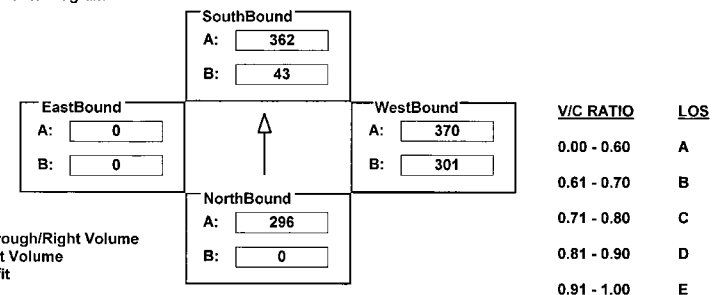 SouthBound
A: 362
B: 43
EastBound
A: 0
B: 0
WestBound
A: 370
B: 301
NorthBound
A: 296
B: 0
rough/Right Volume
t Volume
fit
V/C RATIO LOS
0.00 - 0.60 A
0.61 - 0.70 B
0.71 - 0.80 C
0.81 - 0.90 D
0.91 - 1.00 E